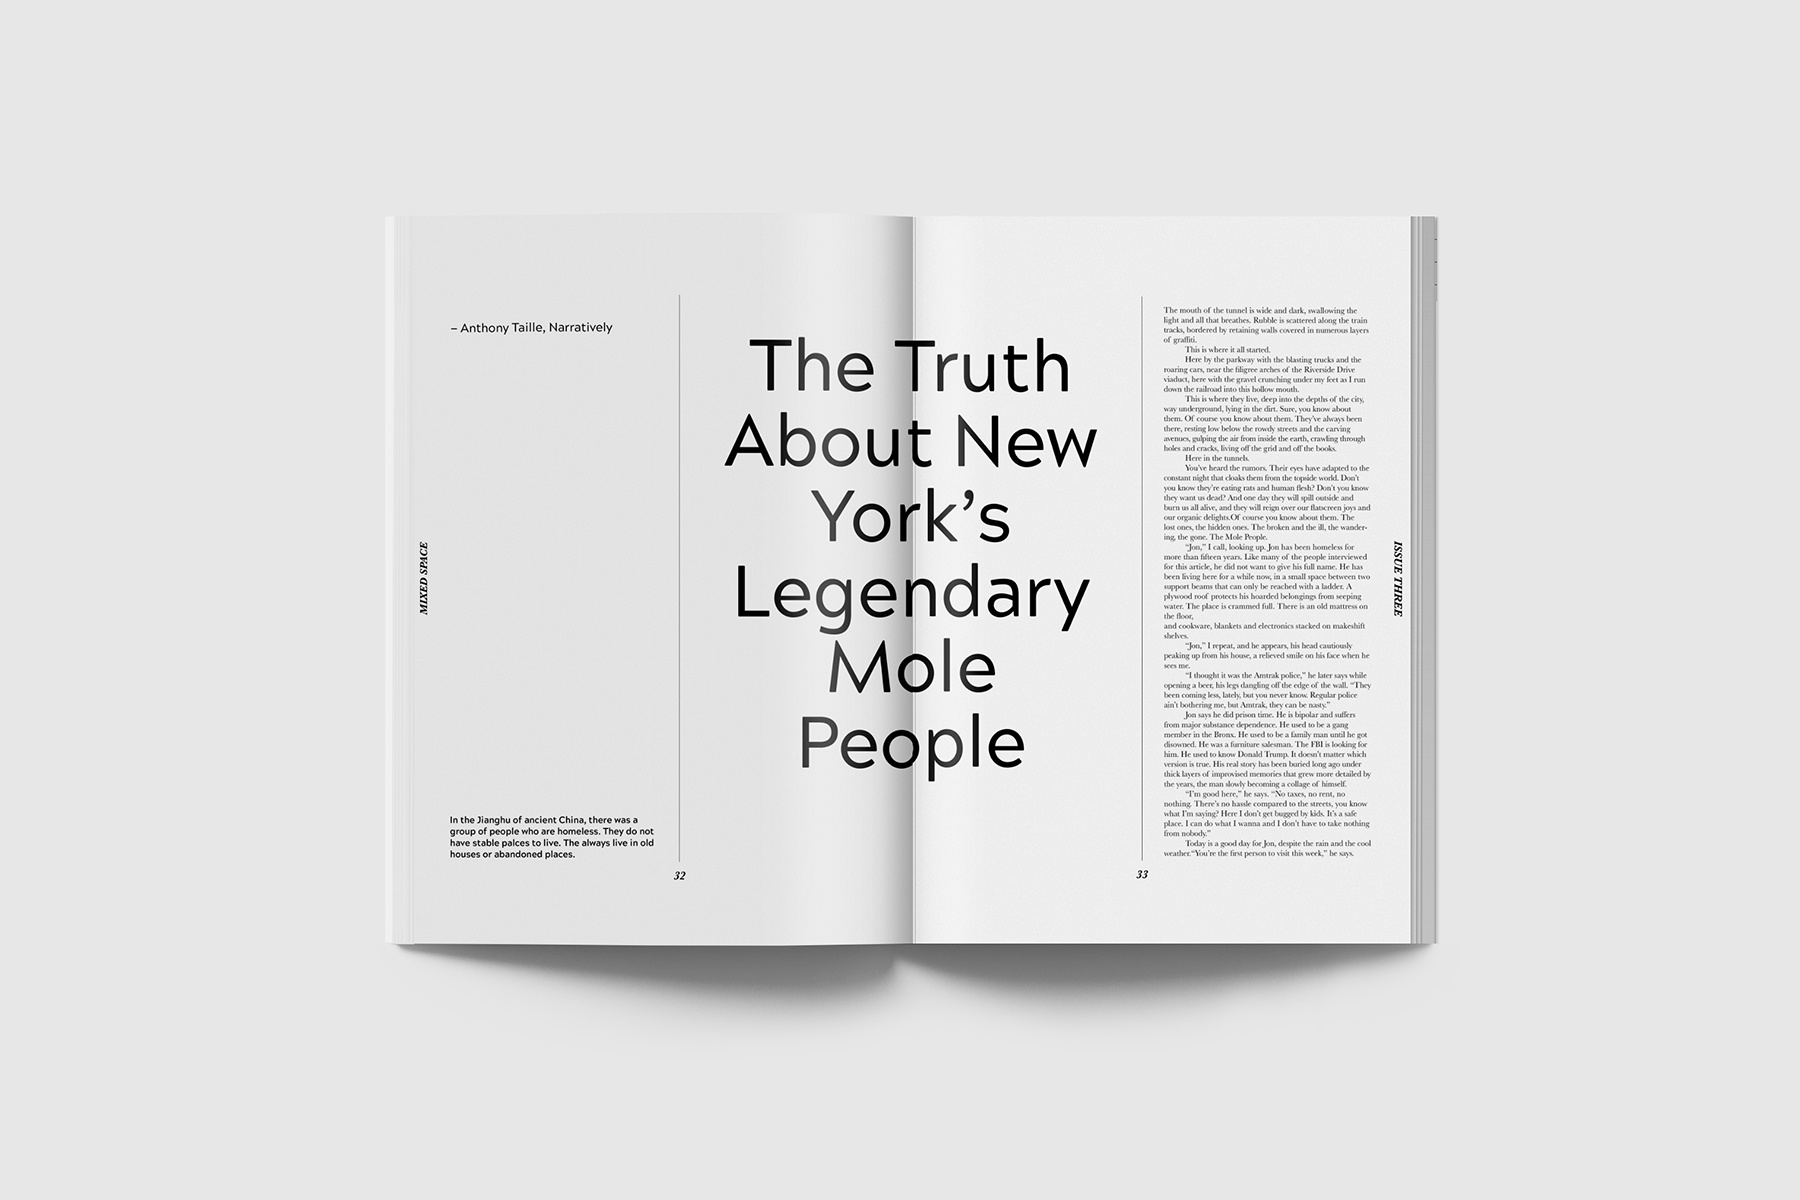 – Anthony Taille, Narratively
MIXED SPACE
In the Jianghu of ancient China, there was a
group of people who are homeless. They do not
have stable palces to live. The always live in old
houses or abandoned places.
32
The Truth
About New
York’s
Legendary
Mole
People
33
The mouth of the tunnel is wide and dark, swallowing the
light and all that breathes. Rubble is scattered along the train
tracks, bordered by retaining walls covered in numerous layers
of graffiti.
This is where it all started.
Here by the parkway with the blasting trucks and the
roaring cars, near the filigree arches of the Riverside Drive
viaduct, here with the gravel crunching under my feet as I run
down the railroad into this hollow mouth.
This is where they live, deep into the depths of the city,
way underground, lying in the dirt. Sure, you know about
them. Of course you know about them. They’ve always been
there, resting low below the rowdy streets and the carving
avenues, gulping the air from inside the earth, crawling through
holes and cracks, living off the grid and off the books.
Here in the tunnels.
You’ve heard the rumors. Their eyes have adapted to the
constant night that cloaks them from the topside world. Don’t
you know they’re eating rats and human flesh? Don’t you know
they want us dead? And one day they will spill outside and
burn us all alive, and they will reign over our flatscreen joys and
our organic delights.Of course you know about them. The
lost ones, the hidden ones. The broken and the ill, the wander-
ing, the gone. The Mole People.
“Jon,” I call, looking up. Jon has been homeless for
more than fifteen years. Like many of the people interviewed
for this article, he did not want to give his full name. He has
been living here for a while now, in a small space between two
support beams that can only be reached with a ladder. A
plywood roof protects his hoarded belongings from seeping
water. The place is crammed full. There is an old mattress on
the floor,
and cookware, blankets and electronics stacked on makeshift
shelves.
“Jon,” I repeat, and he appears, his head cautiously
peaking up from his house, a relieved smile on his face when he
sees me.
“I thought it was the Amtrak police,” he later says while
opening a beer, his legs dangling off the edge of the wall. “They
been coming less, lately, but you never know. Regular police
ain’t bothering me, but Amtrak, they can be nasty.”
Jon says he did prison time. He is bipolar and suffers
from major substance dependence. He used to be a gang
member in the Bronx. He used to be a family man until he got
disowned. He was a furniture salesman. The FBI is looking for
him. He used to know Donald Trump. It doesn’t matter which
version is true. His real story has been buried long ago under
thick layers of improvised memories that grew more detailed by
the years, the man slowly becoming a collage of himself.
“I’m good here,” he says. “No taxes, no rent, no
nothing. There’s no hassle compared to the streets, you know
what I’m saying? Here I don’t get bugged by kids. It’s a safe
place. I can do what I wanna and I don’t have to take nothing
from nobody.”
Today is a good day for Jon, despite the rain and the cool
weather.“You’re the first person to visit this week,” he says.
ISSUE THREE